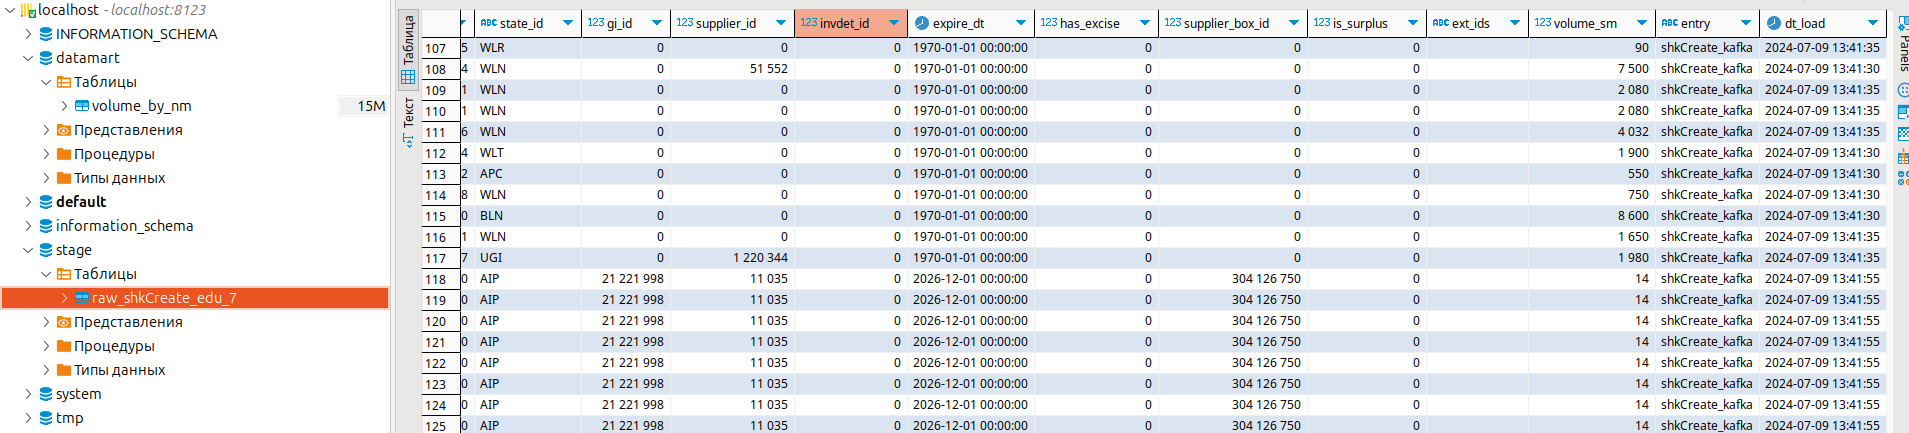 localhost - localhost:8123
INFORMATION_SCHEMA
datamart
Таблицы
volume_by_nm 15M
Представления
Процедуры
Типы данных
default
information_schema
stage
Таблицы
raw_shkCreate_edu_7
Представления
Процедуры
Типы данных
system
tmp
Таблица
Текст
ABC state_id 123 gi_id 123 supplier_id 123 invdet_id expire_dt 123 has_excise 123 supplier_box_id 123 is_surplus ABC ext_ids 123 volume_sm ABC entry dt_load
107 5 WLR 0 0 0 1970-01-01 00:00:00 0 0 0 90 shkCreate_kafka 2024-07-09 13:41:35
108 4 WLN 0 51 552 0 1970-01-01 00:00:00 0 0 0 7 500 shkCreate_kafka 2024-07-09 13:41:30
109 1 WLN 0 0 0 1970-01-01 00:00:00 0 0 0 2 080 shkCreate_kafka 2024-07-09 13:41:35
110 1 WLN 0 0 0 1970-01-01 00:00:00 0 0 0 2 080 shkCreate_kafka 2024-07-09 13:41:35
111 6 WLN 0 0 0 1970-01-01 00:00:00 0 0 0 4 032 shkCreate_kafka 2024-07-09 13:41:35
112 4 WLT 0 0 0 1970-01-01 00:00:00 0 0 0 1 900 shkCreate_kafka 2024-07-09 13:41:30
113 2 APC 0 0 0 1970-01-01 00:00:00 0 0 0 550 shkCreate_kafka 2024-07-09 13:41:30
114 8 WLN 0 0 0 1970-01-01 00:00:00 0 0 0 750 shkCreate_kafka 2024-07-09 13:41:30
115 0 BLN 0 0 0 1970-01-01 00:00:00 0 0 0 8 600 shkCreate_kafka 2024-07-09 13:41:30
116 1 WLN 0 0 0 1970-01-01 00:00:00 0 0 0 1 650 shkCreate_kafka 2024-07-09 13:41:35
117 7 UGI 0 1 220 344 0 1970-01-01 00:00:00 0 0 0 1 980 shkCreate_kafka 2024-07-09 13:41:30
118 0 AIP 21 221 998 11 035 0 2026-12-01 00:00:00 0 304 126 750 0 14 shkCreate_kafka 2024-07-09 13:41:55
119 0 AIP 21 221 998 11 035 0 2026-12-01 00:00:00 0 304 126 750 0 14 shkCreate_kafka 2024-07-09 13:41:55
120 0 AIP 21 221 998 11 035 0 2026-12-01 00:00:00 0 304 126 750 0 14 shkCreate_kafka 2024-07-09 13:41:55
121 0 AIP 21 221 998 11 035 0 2026-12-01 00:00:00 0 304 126 750 0 14 shkCreate_kafka 2024-07-09 13:41:55
122 0 AIP 21 221 998 11 035 0 2026-12-01 00:00:00 0 304 126 750 0 14 shkCreate_kafka 2024-07-09 13:41:55
123 0 AIP 21 221 998 11 035 0 2026-12-01 00:00:00 0 304 126 750 0 14 shkCreate_kafka 2024-07-09 13:41:55
124 0 AIP 21 221 998 11 035 0 2026-12-01 00:00:00 0 304 126 750 0 14 shkCreate_kafka 2024-07-09 13:41:55
125 0 AIP 21 221 998 11 035 0 2026-12-01 00:00:00 0 304 126 750 0 14 shkCreate_kafka 2024-07-09 13:41:55
Panels